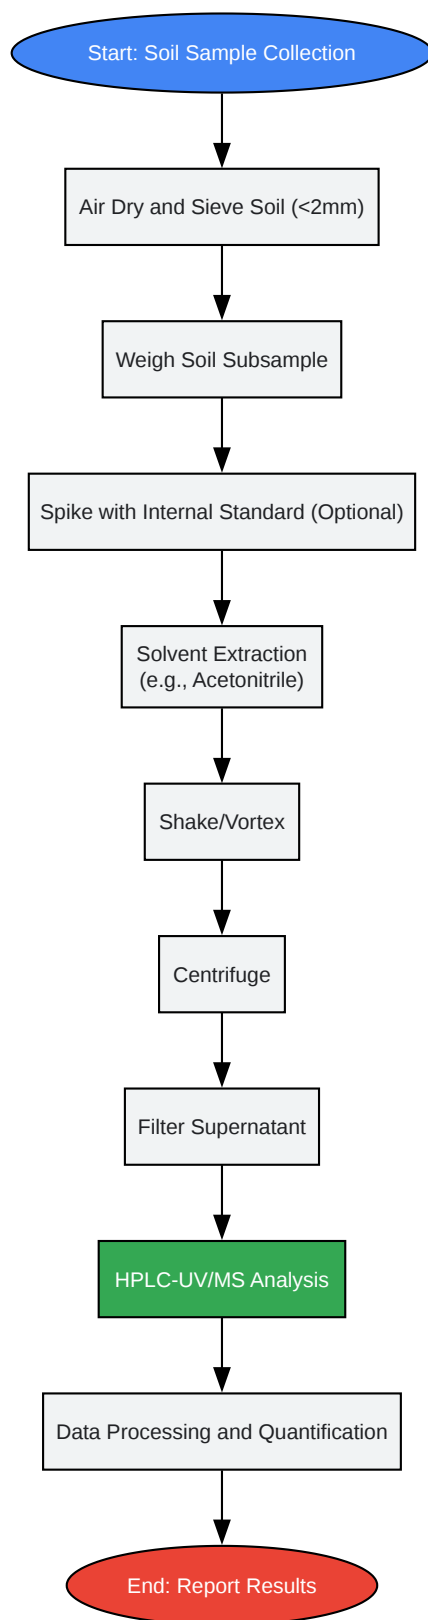 Start: Soil Sample Collection
Air Dry and Sieve Soil (<2mm)
Weigh Soil Subsample
Spike with Internal Standard (Optional)
Solvent Extraction
(e.g., Acetonitrile)
Shake/Vortex
Centrifuge
Filter Supernatant
HPLC-UV/MS Analysis
Data Processing and Quantification
End: Report Results